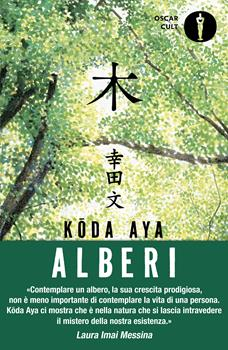 OSCAR
CULT
木
幸田文
KŌDA AYA
ALBERI
«Contemplare un albero, la sua crescita prodigiosa,
non è meno importante di contemplare la vita di una persona.
Kōda Aya ci mostra che è nella natura che si lascia intravedere
il mistero della nostra esistenza.»
Laura Imai Messina